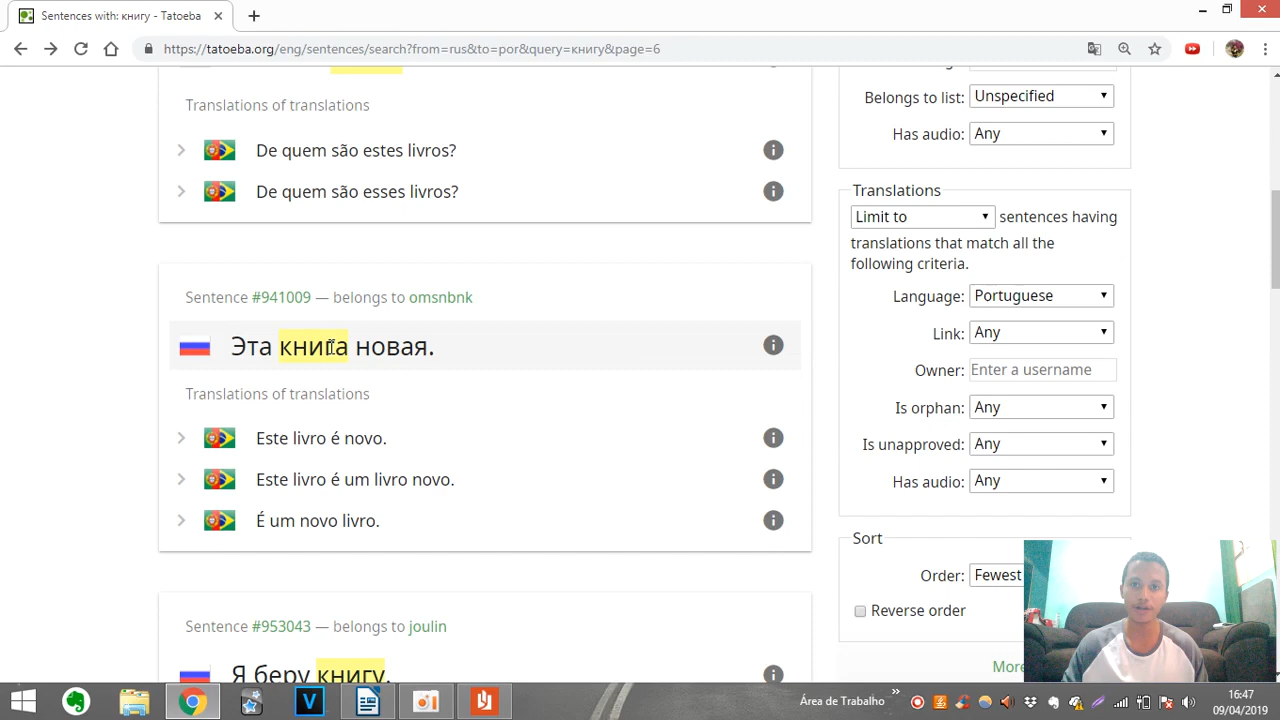 Sentences with: книгу - Tatoeba
https://tatoeba.org/eng/sentences/search?from=rus&to=por&query=книгу&page=6
Translations of translations
De quem são estes livros?
De quem são esses livros?
Sentence #941009 — belongs to omsnbnk
Эта книга новая.
Translations of translations
Este livro é novo.
Este livro é um livro novo.
É um novo livro.
Sentence #953043 — belongs to joulin
Я беру книгу.
Belongs to list: Unspecified
Has audio: Any
Translations
Limit to sentences having
translations that match all the
following criteria.
Language: Portuguese
Link: Any
Owner: Enter a username
Is orphan: Any
Is unapproved: Any
Has audio: Any
Sort
Order: Fewest
Reverse order
More
Área de Trabalho
16:47
09/04/2019